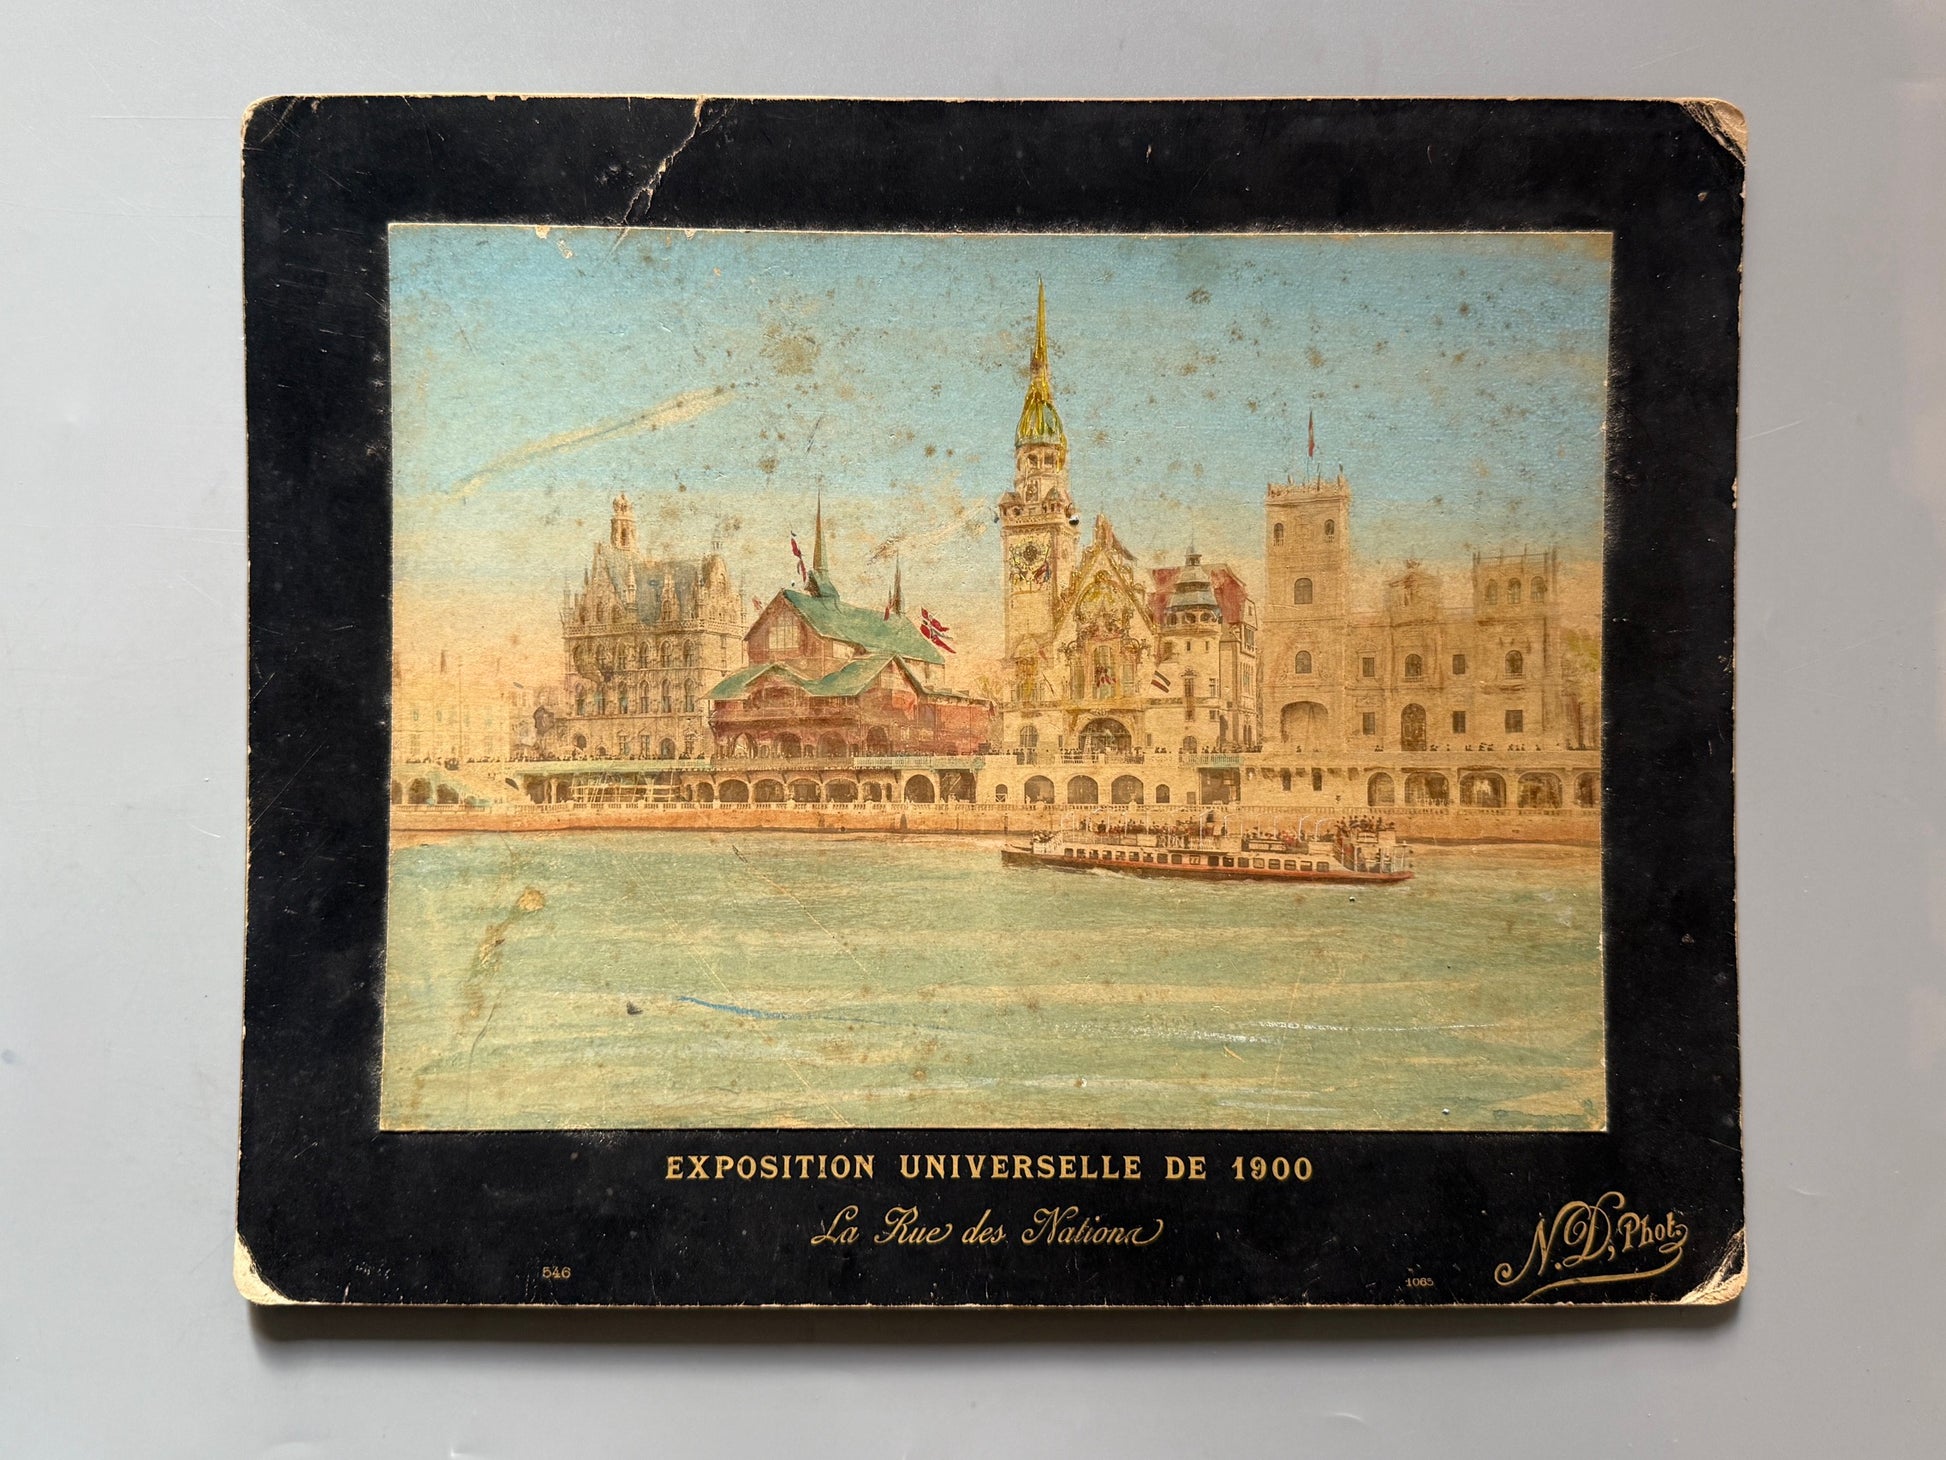 EXPOSITION UNIVERSELLE DE 1900
La Rue des Nations
N.D, Phot.
546
1065